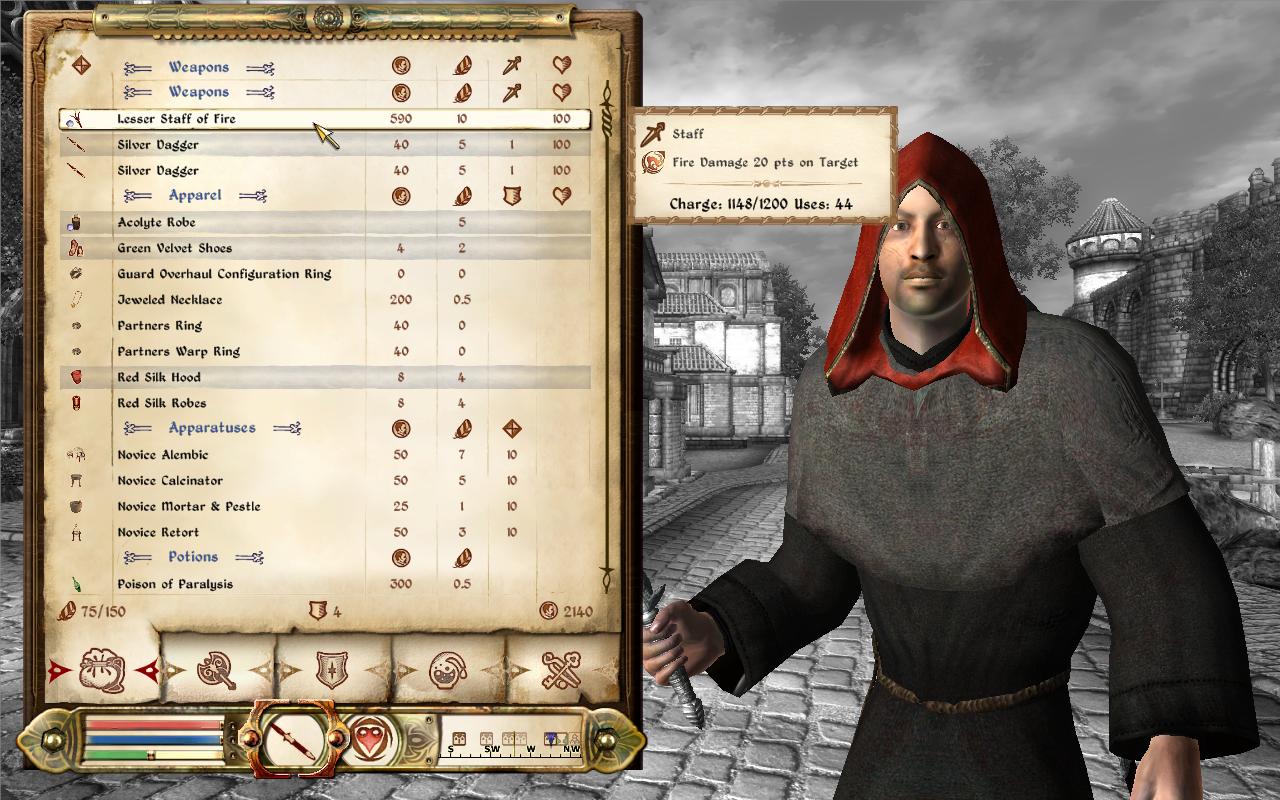 Weapons
Weapons
Lesser Staff of Fire 590 10 100
Silver Dagger 40 5 1 100
Silver Dagger 40 5 1 100
Apparel
Acolyte Robe 5
Green Velvet Shoes 4 2
Guard Overhaul Configuration Ring 0 0
Jeweled Necklace 200 0.5
Partners Ring 40 0
Partners Warp Ring 40 0
Red Silk Hood 8 4
Red Silk Robes 8 4
Apparatuses
Novice Alembic 50 7 10
Novice Calcinator 50 5 10
Novice Mortar & Pestle 25 1 10
Novice Retort 50 3 10
Potions
Poison of Paralysis 300 0.5
75/150 4 2140
S SW W NW
Staff
Fire Damage 20 pts on Target
Charge: 1148/1200 Uses: 44